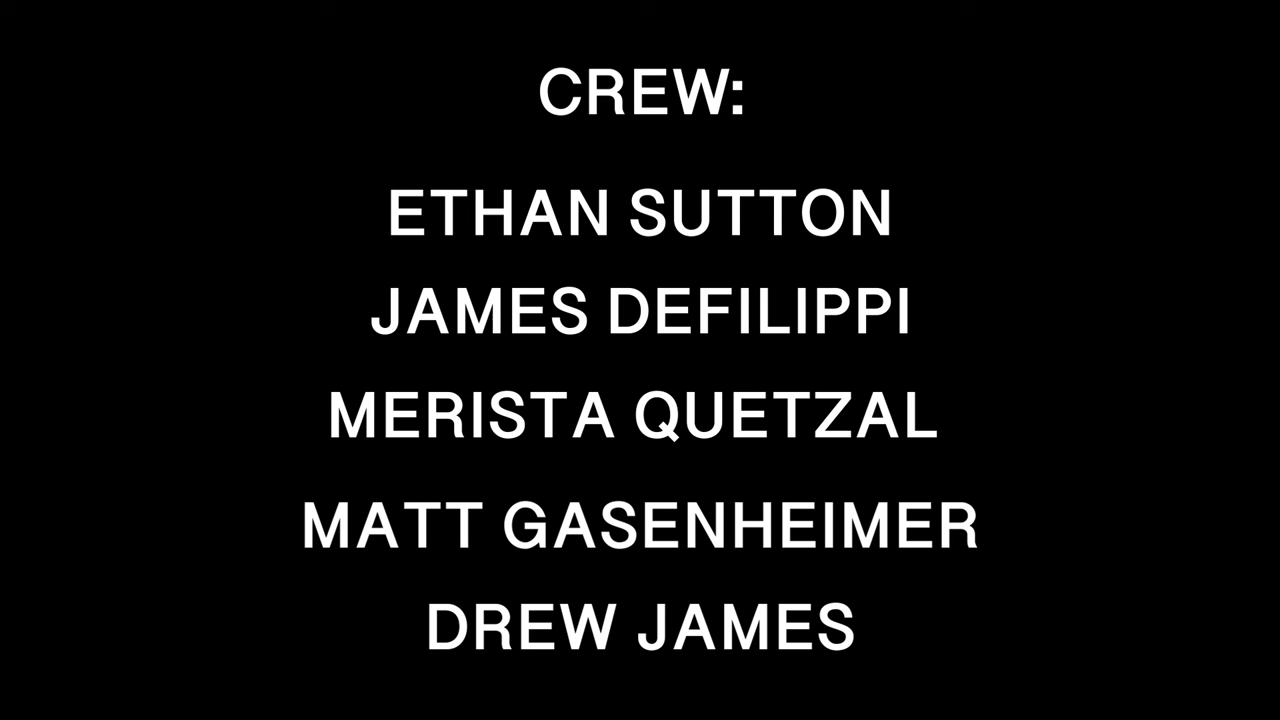 CREW:
ETHAN SUTTON
JAMES DEFILIPPI
MERISTA QUETZAL
MATT GASENHEIMER
DREW JAMES